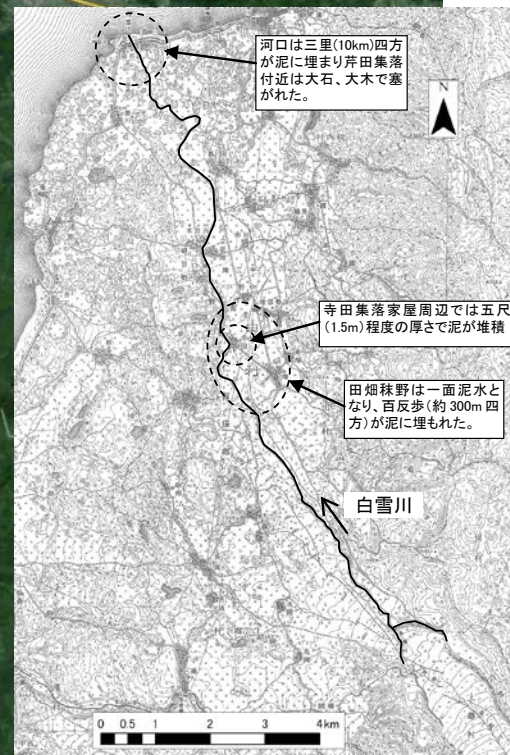 河口は三里(10km)四方
が泥に埋まり芹田集落
付近は大石、大木で塞
がれた。
N
寺田集落家屋周辺では五尺
(1.5m)程度の厚さで泥が堆積
田畑秣野は一面泥水と
なり、百反歩(約300m四
方)が泥に埋もれた。
白雪川
0 0.5 1 2 3 4km